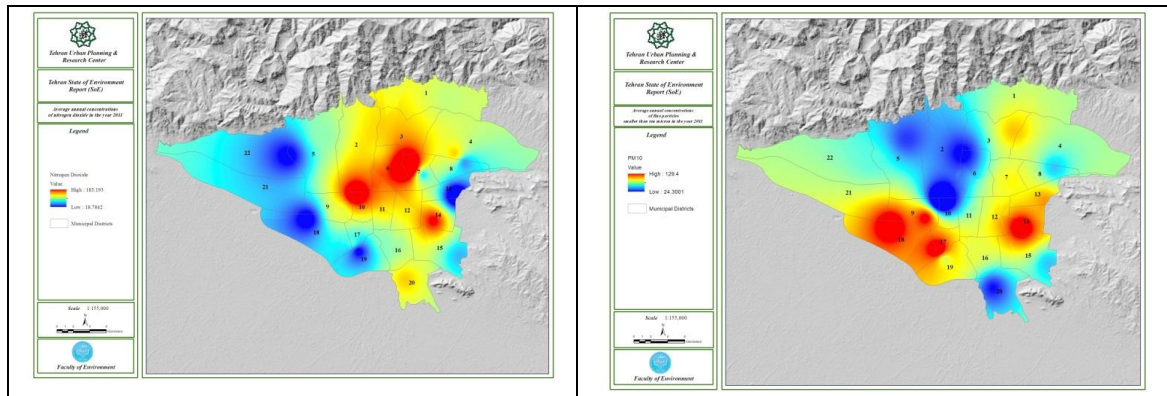 Tehran Urban Planning &
Research Center
Tehran State of Environment
Report (SoE)
Average annual concentrations
of nitrogen dioxide in the year 2011
Legend
Nitrogen Dioxide
Value
High : 183.193
Low : 18.7842
Municipal Districts
Scale 1:155,000
N
Faculty of Environment
1
2
3
4
5
6
7
8
22
21
9
10
11
12
13
14
18
17
16
15
19
20
Tehran Urban Planning &
Research Center
Tehran State of Environment
Report (SoE)
Average annual concentrations
of fine particles
smaller than ten micron in the year 2011
Legend
PM10
Value
High : 129.4
Low : 24.3001
Municipal Districts
Scale 1:155,000
N
Faculty of Environment
1
2
3
4
5
6
7
8
22
21
9
10
11
12
13
14
18
17
16
15
19
20